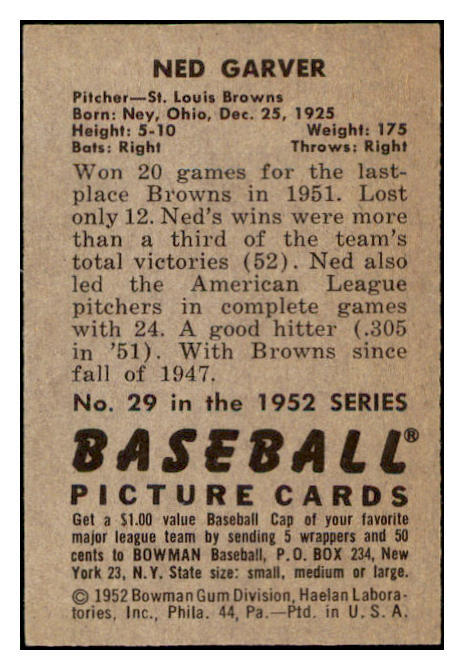 NED GARVER
Pitcher—St. Louis Browns
Born: Ney, Ohio, Dec. 25, 1925
Height: 5-10 Weight: 175
Bats: Right Throws: Right
Won 20 games for the last-
place Browns in 1951. Lost
only 12. Ned's wins were more
than a third of the team's
total victories (52). Ned also
led the American League
pitchers in complete games
with 24. A good hitter (.305
in '51). With Browns since
fall of 1947.
No. 29 in the 1952 SERIES
BASEBALL®
PICTURE CARDS
Get a $1.00 value Baseball Cap of your favorite
major league team by sending 5 wrappers and 50
cents to BOWMAN Baseball, P.O. BOX 234, New
York 23, N.Y. State size: small, medium or large.
© 1952 Bowman Gum Division, Haelan Labora-
tories, Inc., Phila. 44, Pa.—Ptd. in U. S. A.